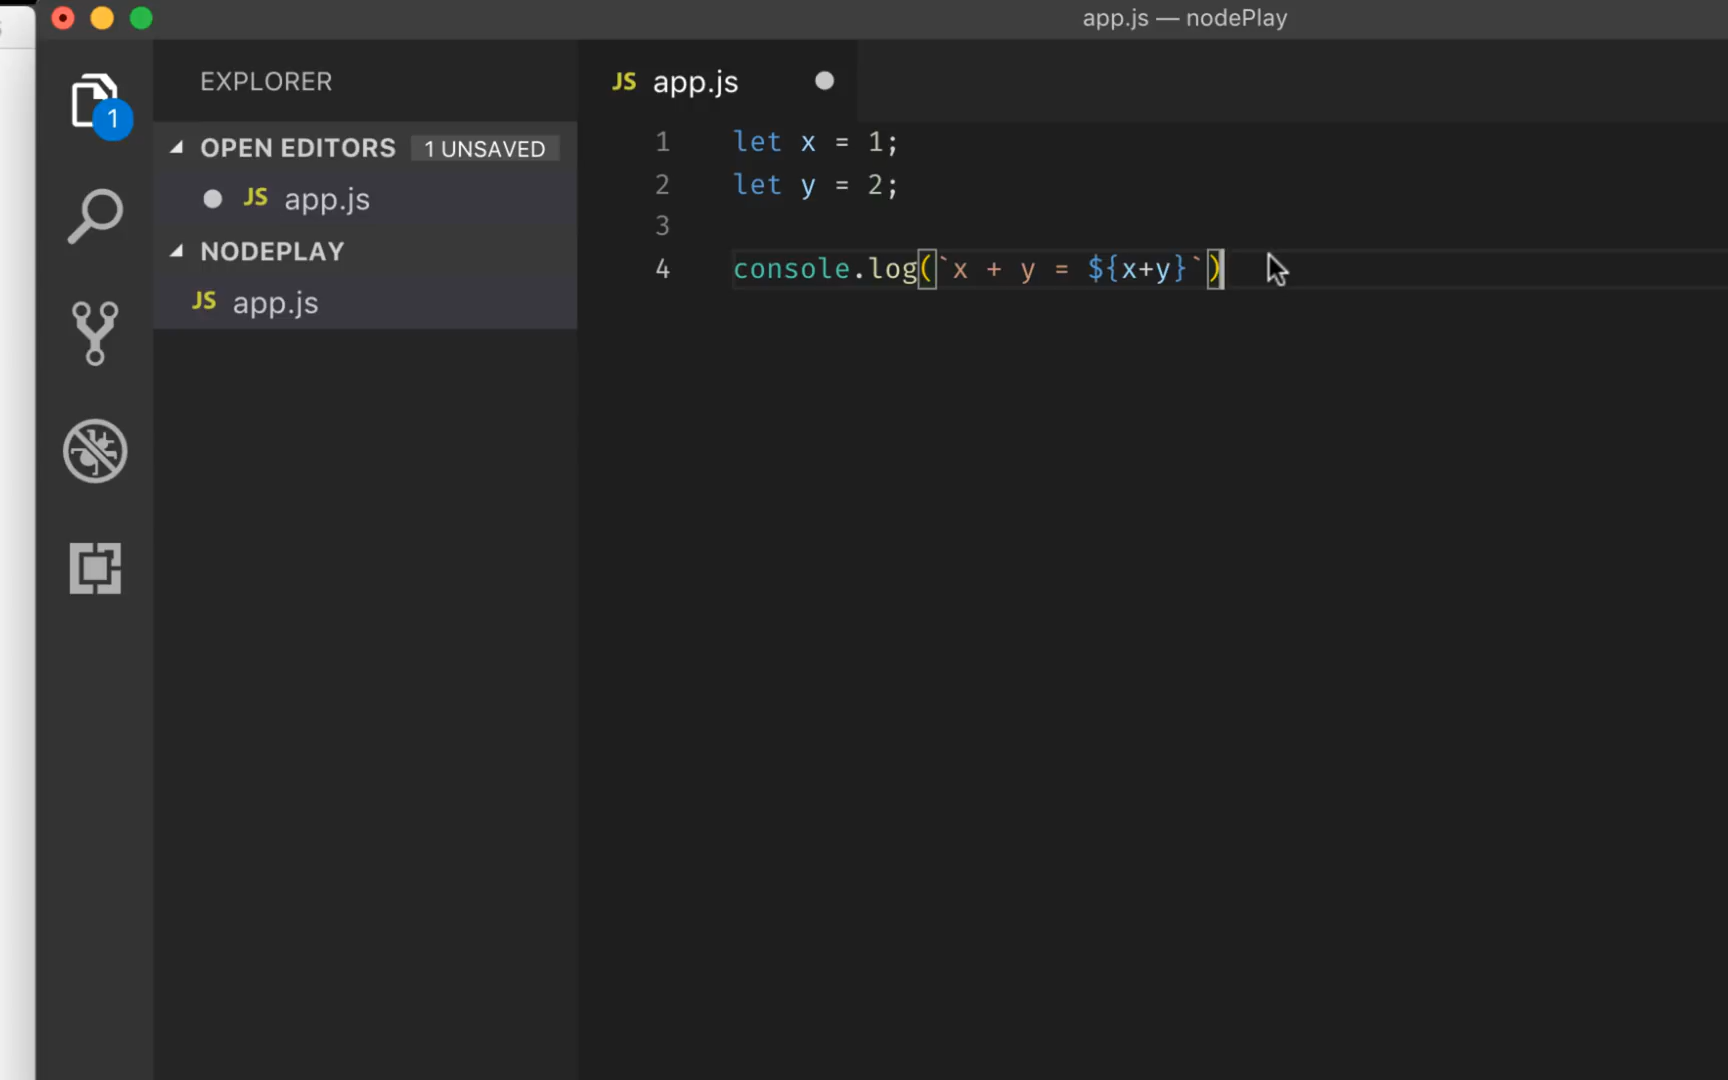 app.js — nodePlay
EXPLORER
1
OPEN EDITORS 1 UNSAVED
JS app.js
NODEPLAY
JS app.js
JS app.js
1 let x = 1;
2 let y = 2;
3
4 console.log(`x + y = ${x+y}`)